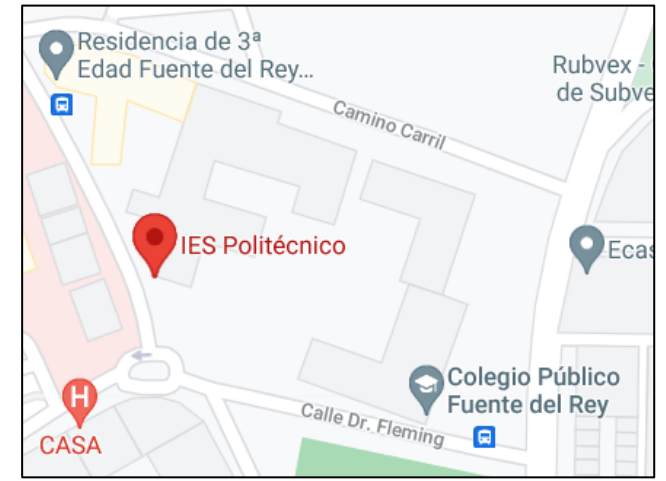 Residencia de 3ª
Edad Fuente del Rey...
Rubvex -
de Subve
Camino Carril
IES Politécnico
Ecas
Colegio Público
Fuente del Rey
Calle Dr. Fleming
H
CASA